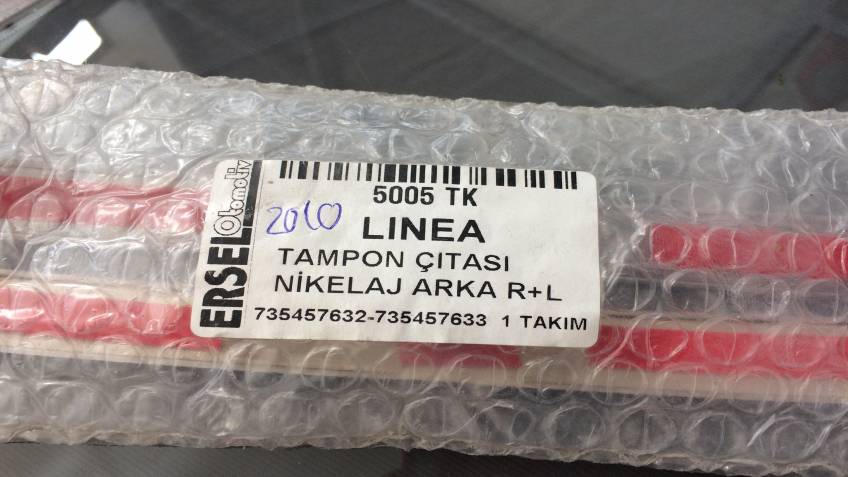 ERSEL Otomotiv
5005 TK
2010
LINEA
TAMPON ÇITASI
NİKELAJ ARKA R+L
735457632-735457633 1 TAKIM